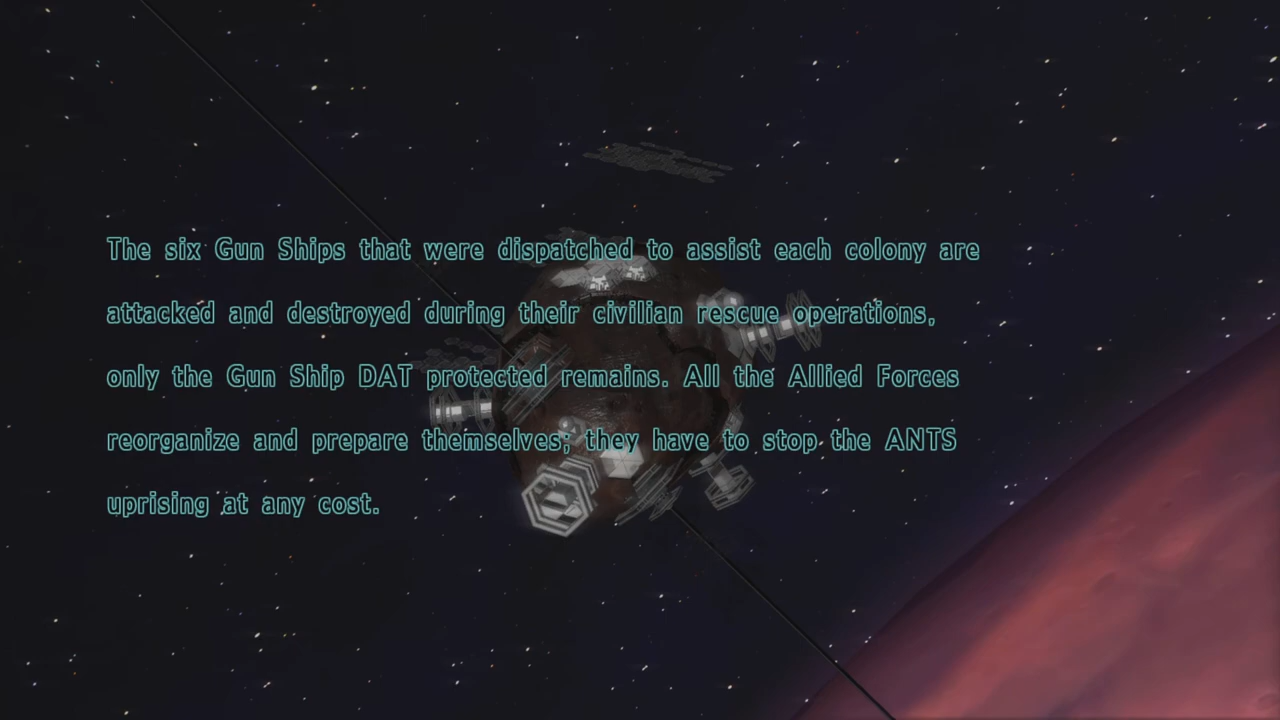 The six Gun Ships that were dispatched to assist each colony are
attacked and destroyed during their civilian rescue operations,
only the Gun Ship DAT protected remains. All the Allied Forces
reorganize and prepare themselves; they have to stop the ANTS
uprising at any cost.